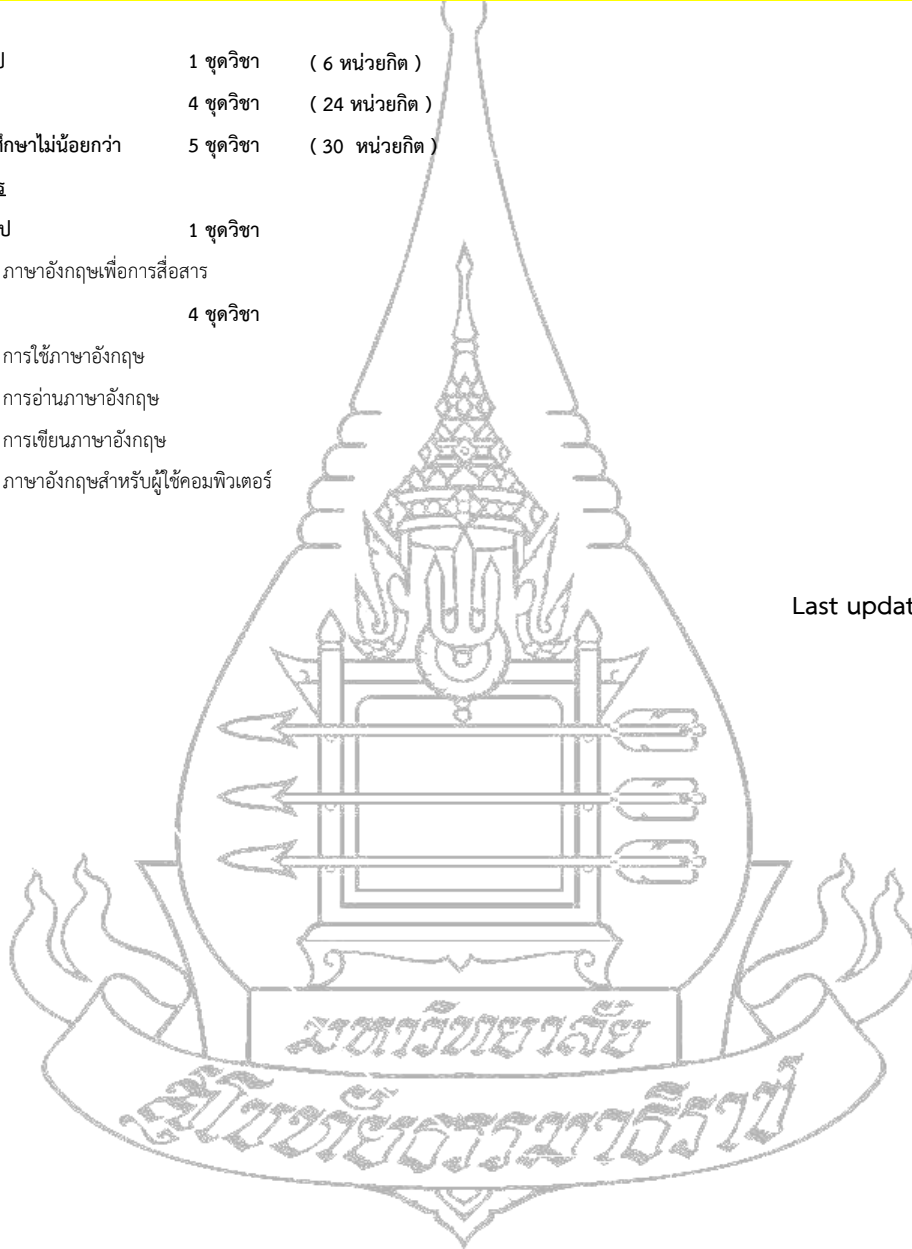 ป 1 ชุดวิชา ( 6 หน่วยกิต )
4 ชุดวิชา ( 24 หน่วยกิต )
ศึกษาไม่น้อยกว่า 5 ชุดวิชา ( 30 หน่วยกิต )
ร
ป 1 ชุดวิชา
ภาษาอังกฤษเพื่อการสื่อสาร
4 ชุดวิชา
การใช้ภาษาอังกฤษ
การอ่านภาษาอังกฤษ
การเขียนภาษาอังกฤษ
ภาษาอังกฤษสำหรับผู้ใช้คอมพิวเตอร์
Last updat
มหาวิทยาลัย
สุโขทัยธรรมาธิราช